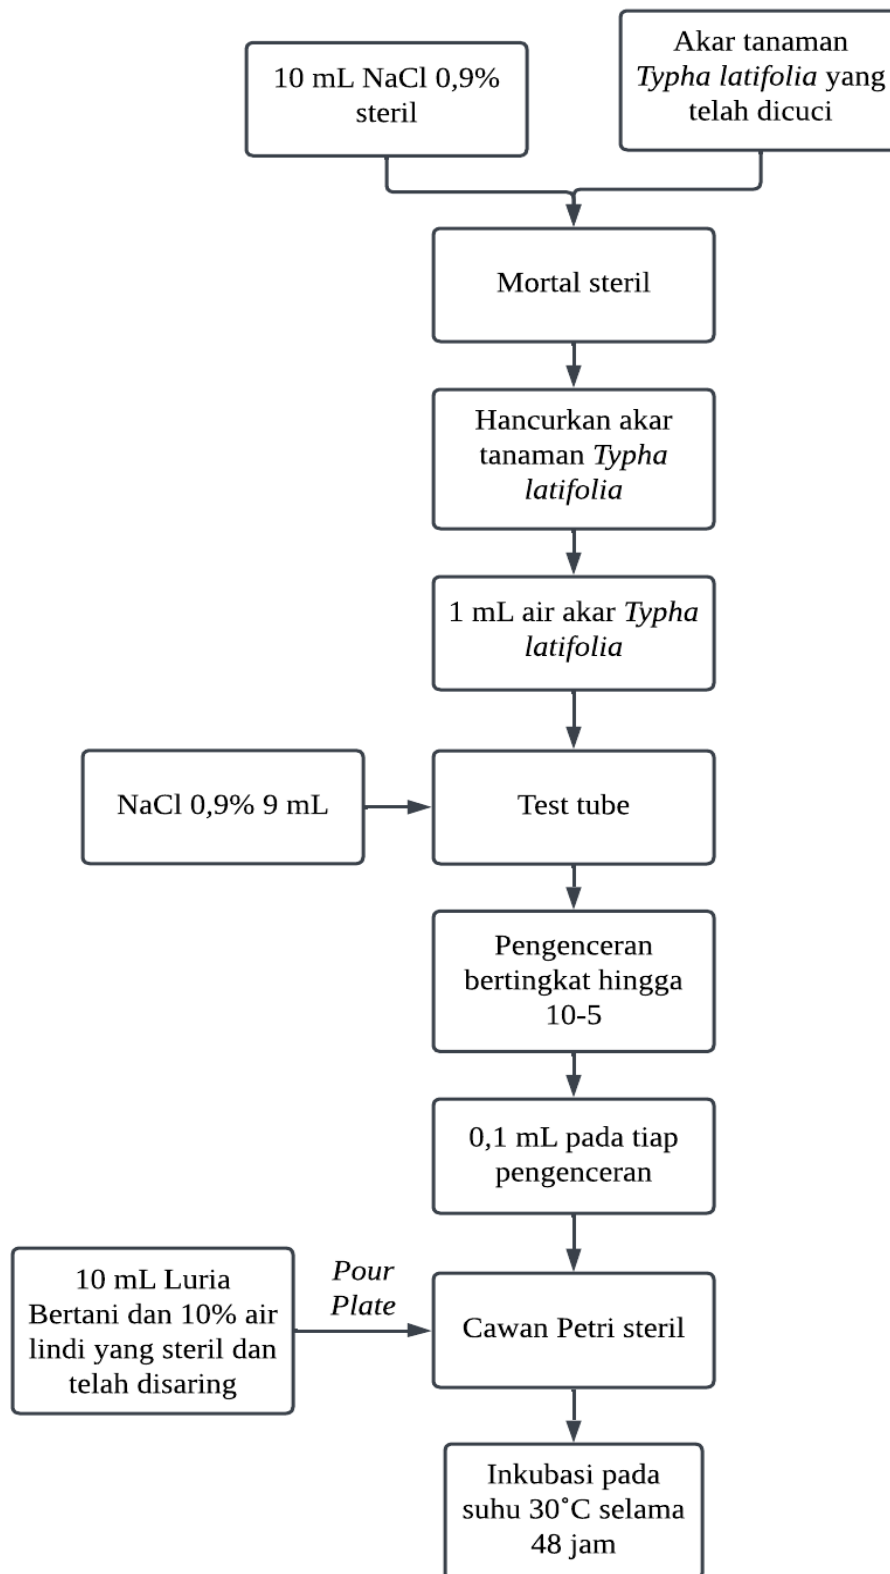 10 mL NaCl 0,9%
steril
Akar tanaman
Typha latifolia yang
telah dicuci
Mortal steril
Hancurkan akar
tanaman Typha
latifolia
1 mL air akar Typha
latifolia
NaCl 0,9% 9 mL
Test tube
Pengenceran
bertingkat hingga
10-5
0,1 mL pada tiap
pengenceran
10 mL Luria
Bertani dan 10% air
lindi yang steril dan
telah disaring
Pour
Plate
Cawan Petri steril
Inkubasi pada
suhu 30˚C selama
48 jam